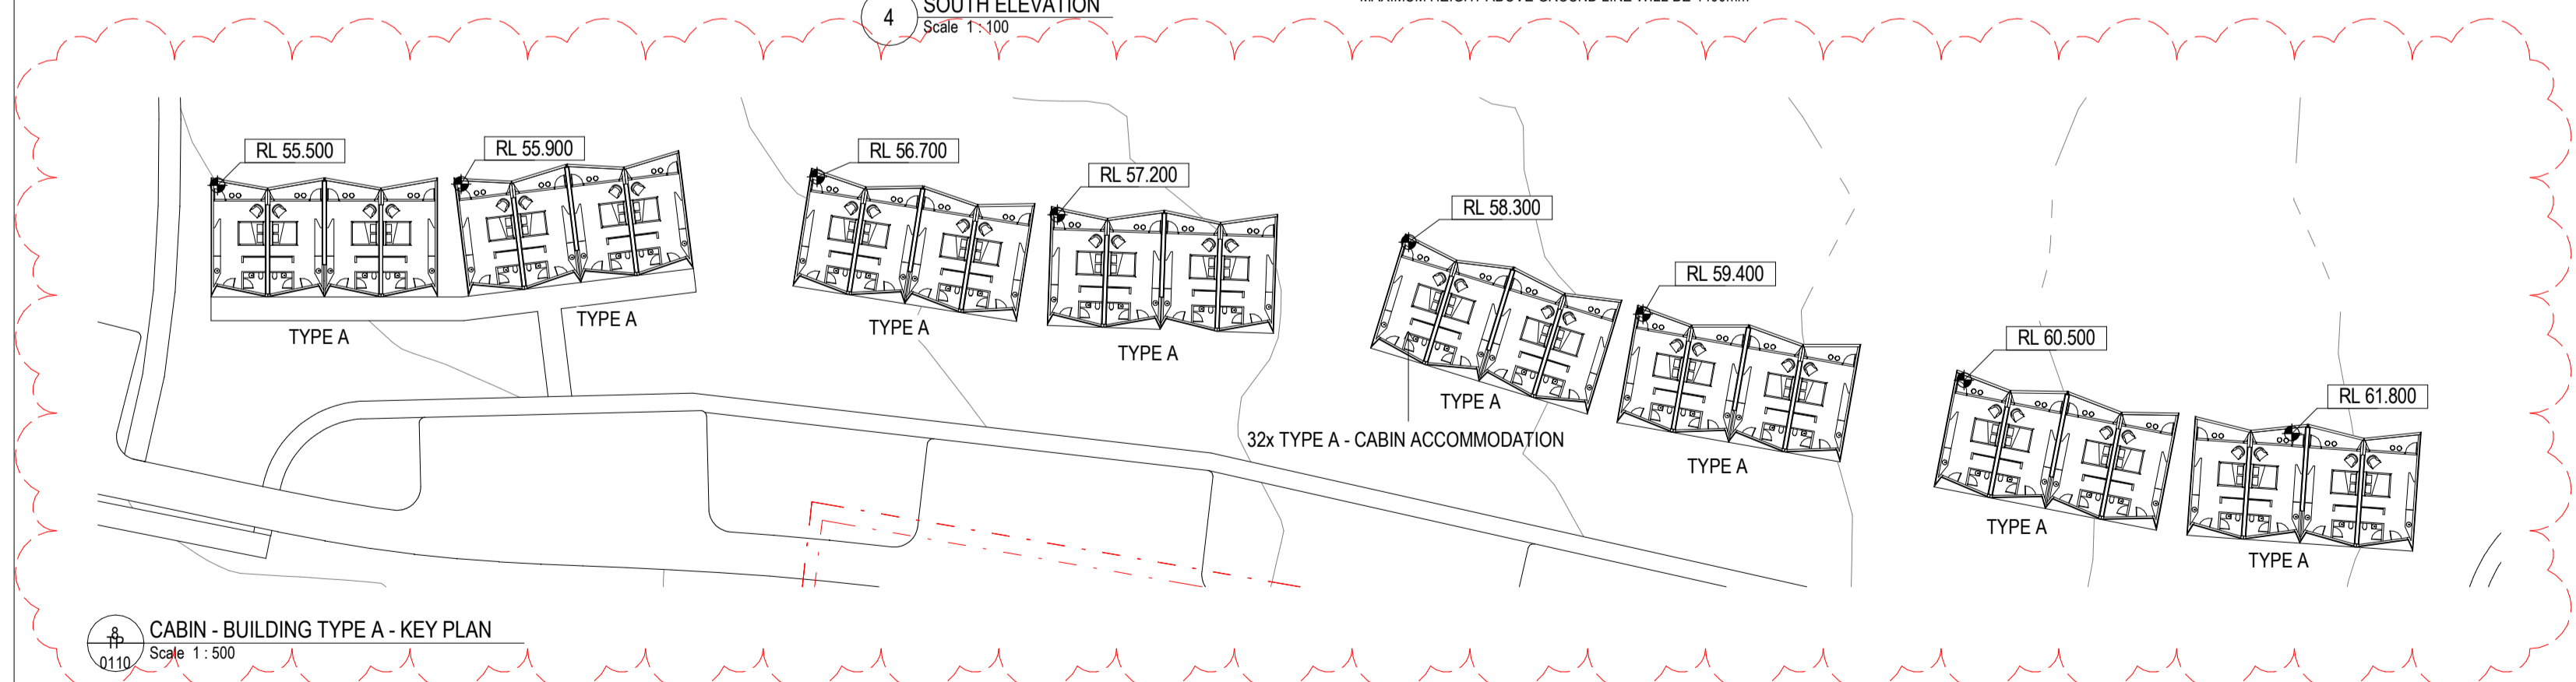 4
SOUTH ELEVATION
Scale 1 : 100
RL 55.500
RL 55.900
RL 56.700
RL 57.200
RL 58.300
RL 59.400
RL 60.500
RL 61.800
TYPE A
TYPE A
TYPE A
TYPE A
TYPE A
TYPE A
TYPE A
TYPE A
32x TYPE A - CABIN ACCOMMODATION
8
TP
0110
CABIN - BUILDING TYPE A - KEY PLAN
Scale 1 : 500